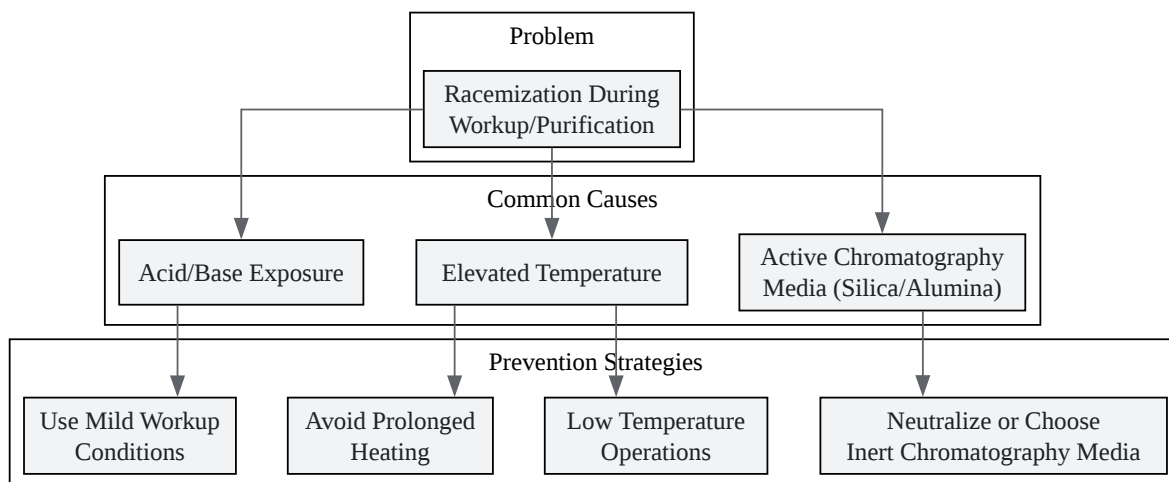 Problem
Racemization During
Workup/Purification
Common Causes
Acid/Base Exposure
Elevated Temperature
Active Chromatography
Media (Silica/Alumina)
Prevention Strategies
Use Mild Workup
Conditions
Avoid Prolonged
Heating
Low Temperature
Operations
Neutralize or Choose
Inert Chromatography Media